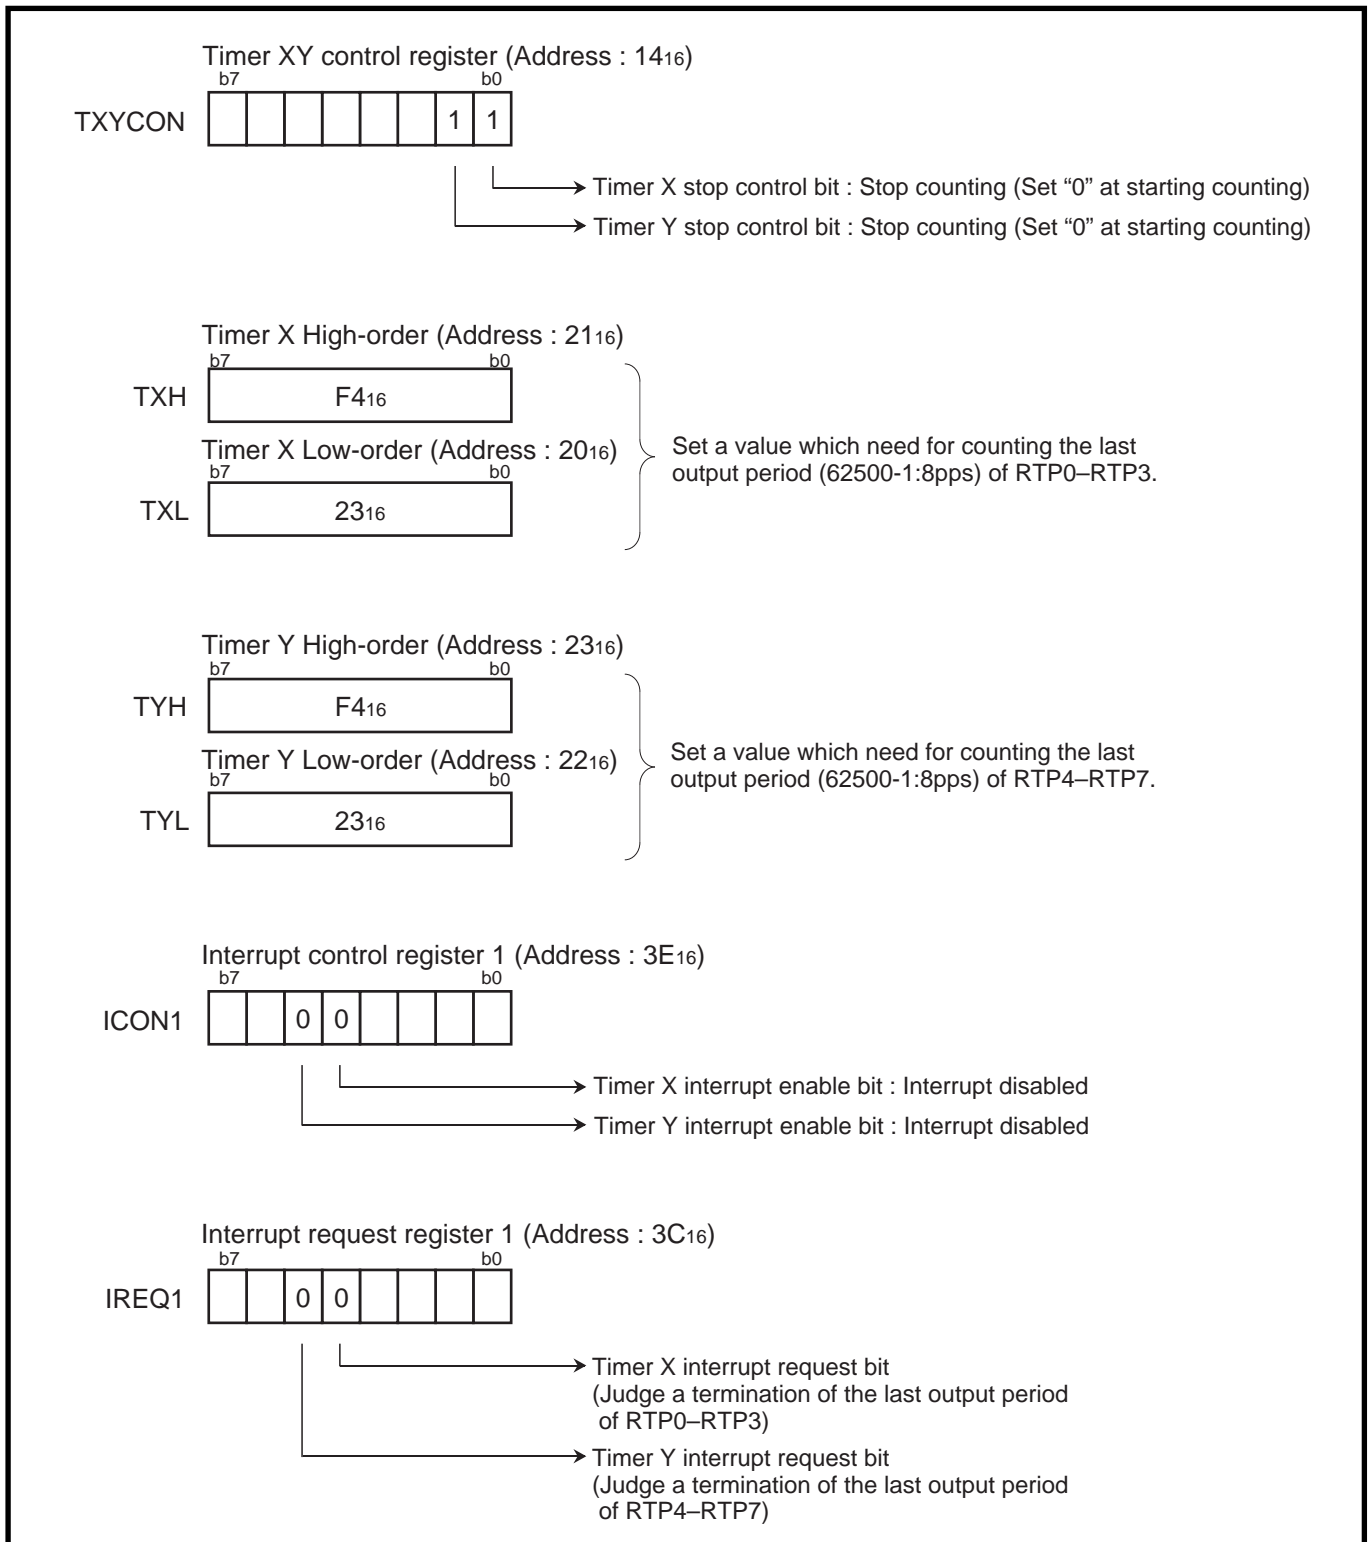 Timer XY control register (Address : 1416)
b7 b0
TXYCON 1 1
Timer X stop control bit : Stop counting (Set “0” at starting counting)
Timer Y stop control bit : Stop counting (Set “0” at starting counting)
Timer X High-order (Address : 2116)
b7 b0
TXH F416
Timer X Low-order (Address : 2016)
b7 b0
TXL 2316
Set a value which need for counting the last
output period (62500-1:8pps) of RTP0–RTP3.
Timer Y High-order (Address : 2316)
b7 b0
TYH F416
Timer Y Low-order (Address : 2216)
b7 b0
TYL 2316
Set a value which need for counting the last
output period (62500-1:8pps) of RTP4–RTP7.
Interrupt control register 1 (Address : 3E16)
b7 b0
ICON1 0 0
Timer X interrupt enable bit : Interrupt disabled
Timer Y interrupt enable bit : Interrupt disabled
Interrupt request register 1 (Address : 3C16)
b7 b0
IREQ1 0 0
Timer X interrupt request bit
(Judge a termination of the last output period
of RTP0–RTP3)
Timer Y interrupt request bit
(Judge a termination of the last output period
of RTP4–RTP7)